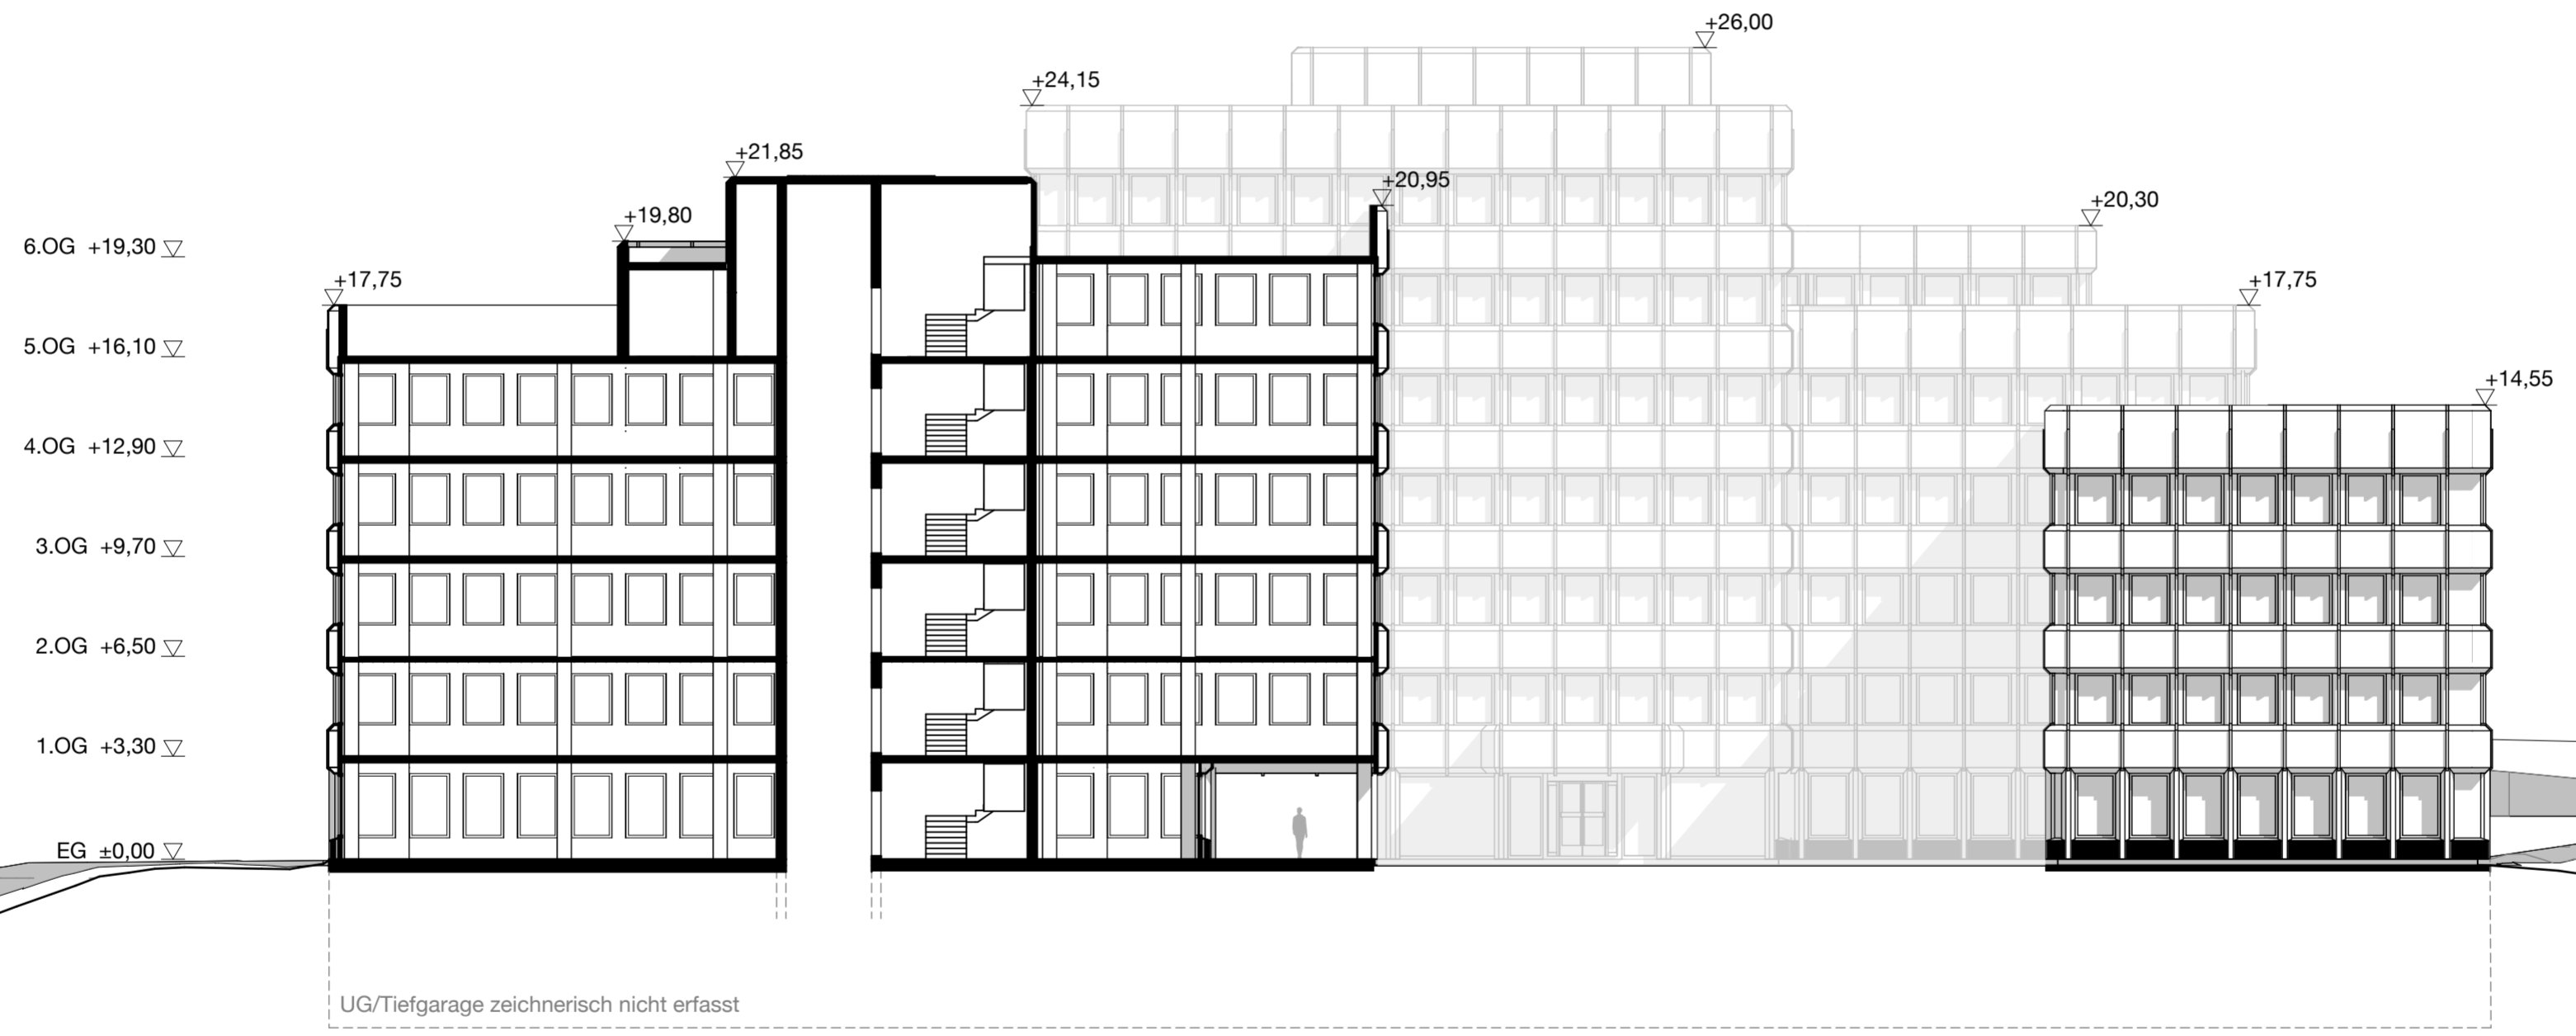 +26,00
+24,15
+21,85
+20,95
+20,30
+19,80
6.OG +19,30
+17,75
+17,75
5.OG +16,10
+14,55
4.OG +12,90
3.OG +9,70
2.OG +6,50
1.OG +3,30
EG ±0,00
UG/Tiefgarage zeichnerisch nicht erfasst